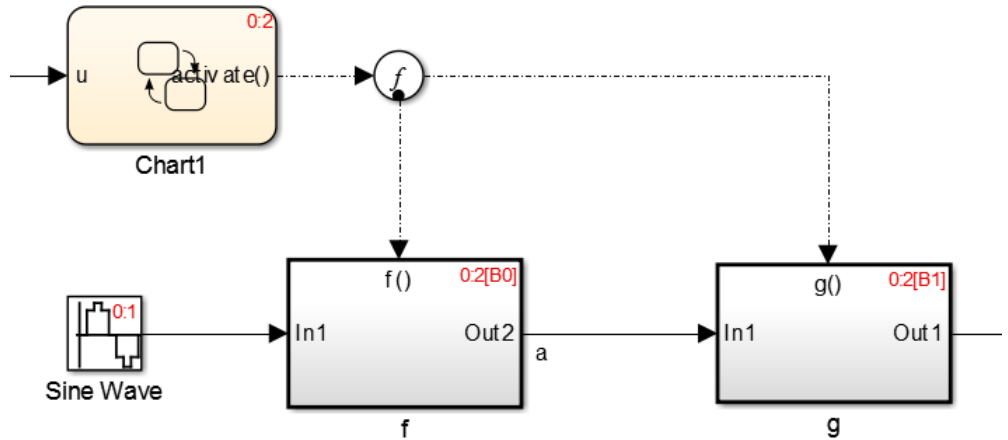 0:2
u
activate()
f
Chart1
f()
0:2[B0]
g()
0:2[B1]
0:1
In1
Out2
a
In1
Out1
Sine Wave
f
g